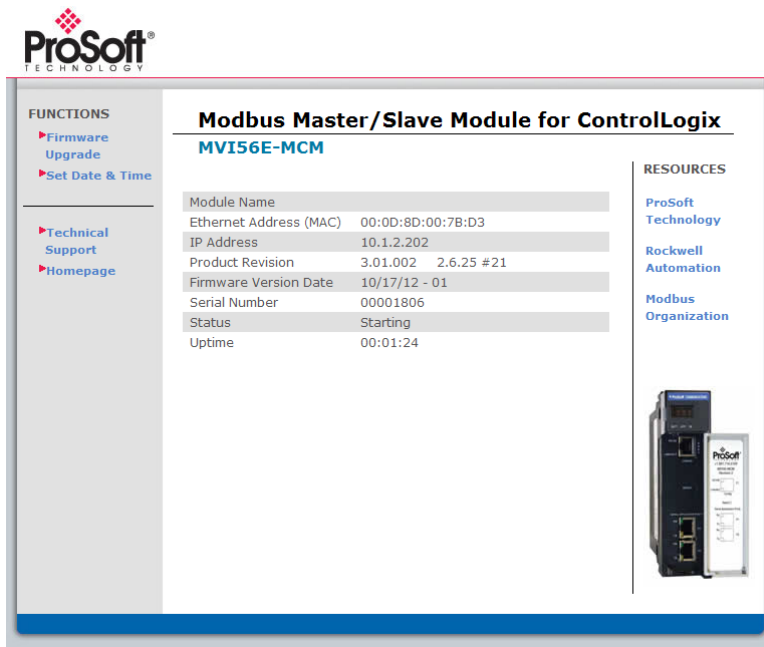 ProSoft®
TECHNOLOGY
FUNCTIONS
Firmware
Upgrade
Set Date & Time
Technical
Support
Homepage
Modbus Master/Slave Module for ControlLogix
MVI56E-MCM
Module Name
Ethernet Address (MAC) 00:0D:8D:00:7B:D3
IP Address 10.1.2.202
Product Revision 3.01.002 2.6.25 #21
Firmware Version Date 10/17/12 - 01
Serial Number 00001806
Status Starting
Uptime 00:01:24
RESOURCES
ProSoft
Technology
Rockwell
Automation
Modbus
Organization
ProSoft